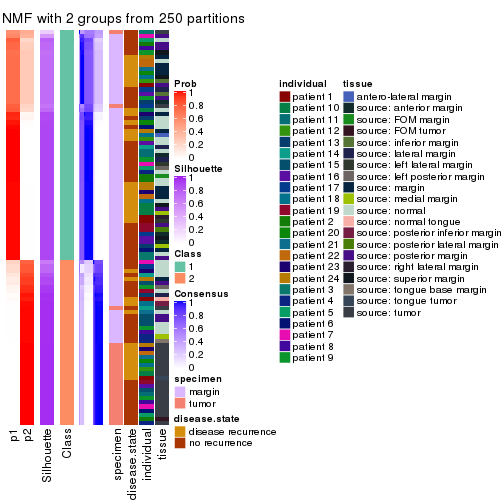 NMF with 2 groups from 250 partitions
Prob
1
0.8
0.6
0.4
0.2
0
Silhouette
1
0.8
0.6
0.4
0.2
0
Class
1
2
Consensus
1
0.8
0.6
0.4
0.2
0
specimen
margin
tumor
disease.state
disease recurrence
no recurrence
individual
patient 1
patient 10
patient 11
patient 12
patient 13
patient 14
patient 15
patient 16
patient 17
patient 18
patient 19
patient 2
patient 20
patient 21
patient 22
patient 23
patient 24
patient 3
patient 4
patient 5
patient 6
patient 7
patient 8
patient 9
tissue
antero-lateral margin
source: anterior margin
source: FOM margin
source: FOM tumor
source: inferior margin
source: lateral margin
source: left lateral margin
source: left posterior margin
source: margin
source: medial margin
source: normal
source: normal tongue
source: posterior inferior margin
source: posterior lateral margin
source: posterior margin
source: right lateral margin
source: superior margin
source: tongue base margin
source: tongue margin
source: tongue tumor
source: tumor
p1
p2
Silhouette
Class
specimen
disease.state
individual
tissue